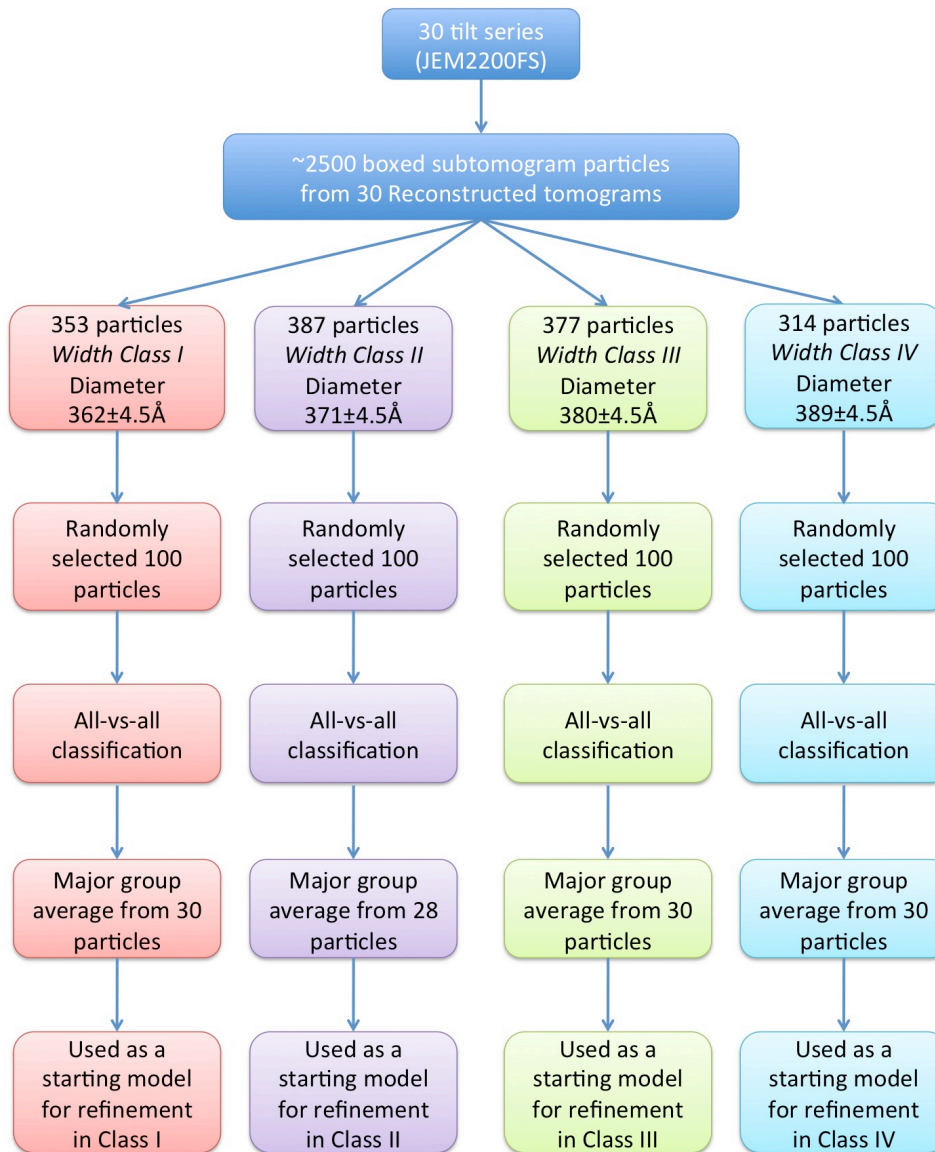 30 tilt series
(JEM2200FS)
~2500 boxed subtomogram particles
from 30 Reconstructed tomograms
353 particles
Width Class I
Diameter
362±4.5Å
387 particles
Width Class II
Diameter
371±4.5Å
377 particles
Width Class III
Diameter
380±4.5Å
314 particles
Width Class IV
Diameter
389±4.5Å
Randomly
selected 100
particles
Randomly
selected 100
particles
Randomly
selected 100
particles
Randomly
selected 100
particles
All-vs-all
classification
All-vs-all
classification
All-vs-all
classification
All-vs-all
classification
Major group
average from 30
particles
Major group
average from 28
particles
Major group
average from 30
particles
Major group
average from 30
particles
Used as a
starting model
for refinement
in Class I
Used as a
starting model
for refinement
in Class II
Used as a
starting model
for refinement
in Class III
Used as a
starting model
for refinement
in Class IV